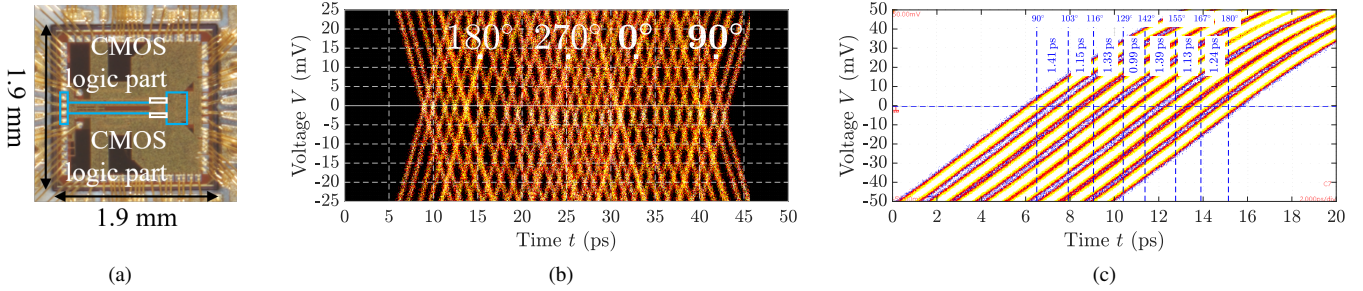 CMOS
logic part
CMOS
logic part
1.9 mm
1.9 mm
(a)
25
20
15
10
5
0
-5
-10
-15
-20
-25
Voltage V (mV)
180° 270° 0° 90°
0 5 10 15 20 25 30 35 40 45 50
Time t (ps)
(b)
50
40
30
20
10
0
-10
-20
-30
-40
-50
Voltage V (mV)
90° 103° 116° 129° 142° 155° 167° 180°
1.41 ps
1.15 ps
1.33 ps
0.99 ps
1.39 ps
1.13 ps
1.24 ps
0 2 4 6 8 10 12 14 16 18 20
2.000ps/div
Time t (ps)
(c)